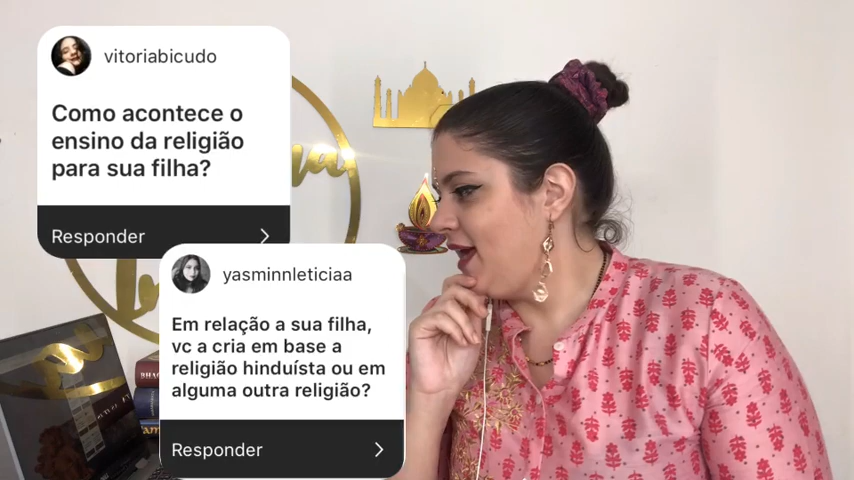 vitoriabicudo
Como acontece o
ensino da religião
para sua filha?
Responder
yasminnleticiaa
Em relação a sua filha,
vc a cria em base a
religião hinduísta ou em
alguma outra religião?
Responder